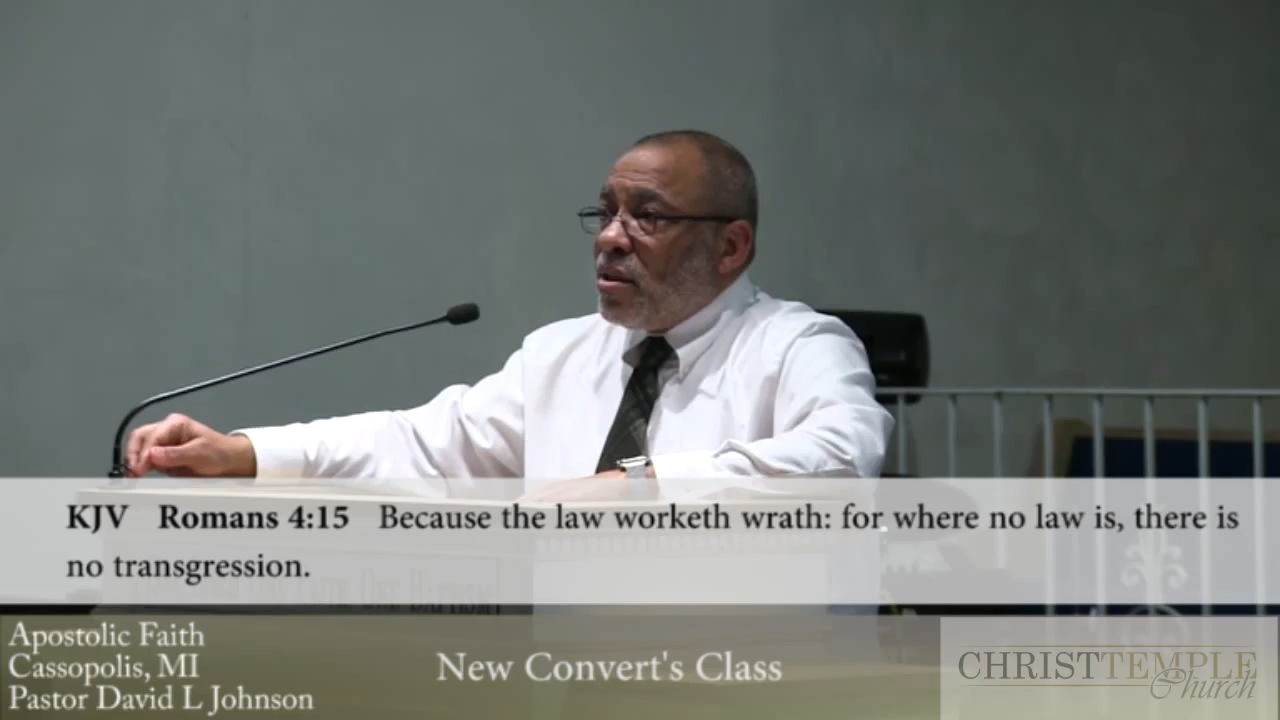 KJV Romans 4:15 Because the law worketh wrath: for where no law is, there is
no transgression.
Apostolic Faith
Cassopolis, MI
Pastor David L Johnson
New Convert's Class
CHRISTTEMPLE
Church